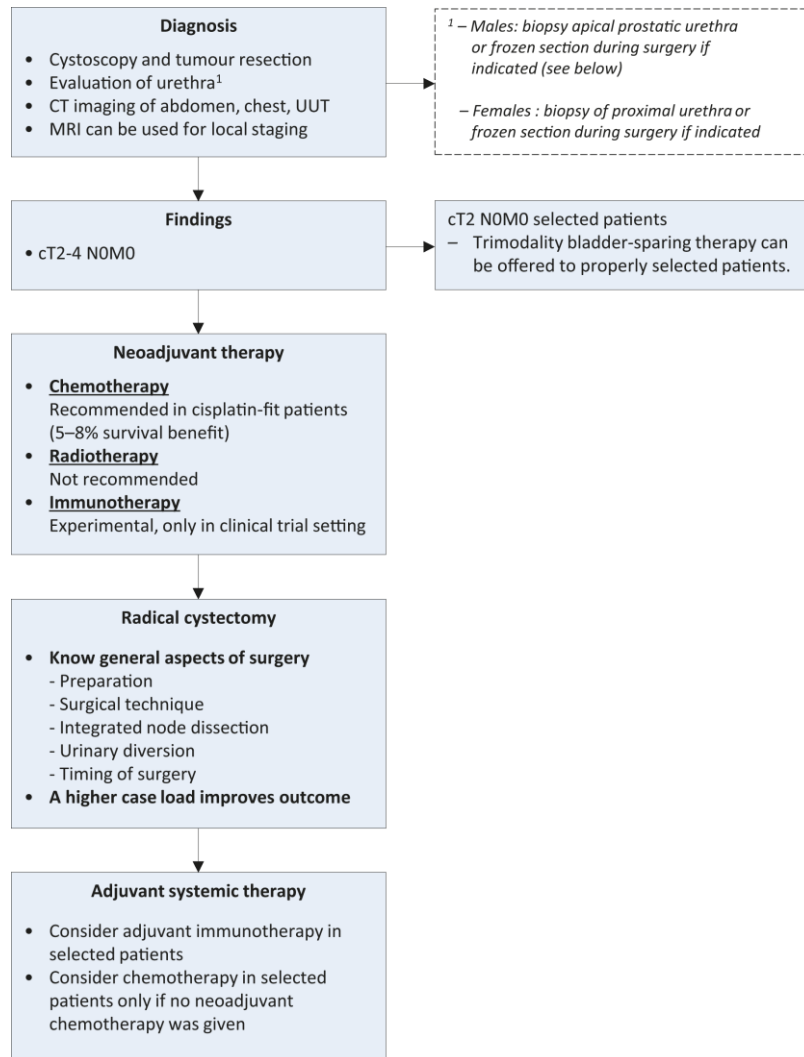 Diagnosis
• Cystoscopy and tumour resection
• Evaluation of urethra¹
• CT imaging of abdomen, chest, UUT
• MRI can be used for local staging
¹ – Males: biopsy apical prostatic urethra
or frozen section during surgery if
indicated (see below)
– Females : biopsy of proximal urethra or
frozen section during surgery if indicated
Findings
• cT2-4 N0M0
cT2 N0M0 selected patients
– Trimodality bladder-sparing therapy can
be offered to properly selected patients.
Neoadjuvant therapy
• Chemotherapy
Recommended in cisplatin-fit patients
(5–8% survival benefit)
• Radiotherapy
Not recommended
• Immunotherapy
Experimental, only in clinical trial setting
Radical cystectomy
• Know general aspects of surgery
- Preparation
- Surgical technique
- Integrated node dissection
- Urinary diversion
- Timing of surgery
• A higher case load improves outcome
Adjuvant systemic therapy
• Consider adjuvant immunotherapy in
selected patients
• Consider chemotherapy in selected
patients only if no neoadjuvant
chemotherapy was given